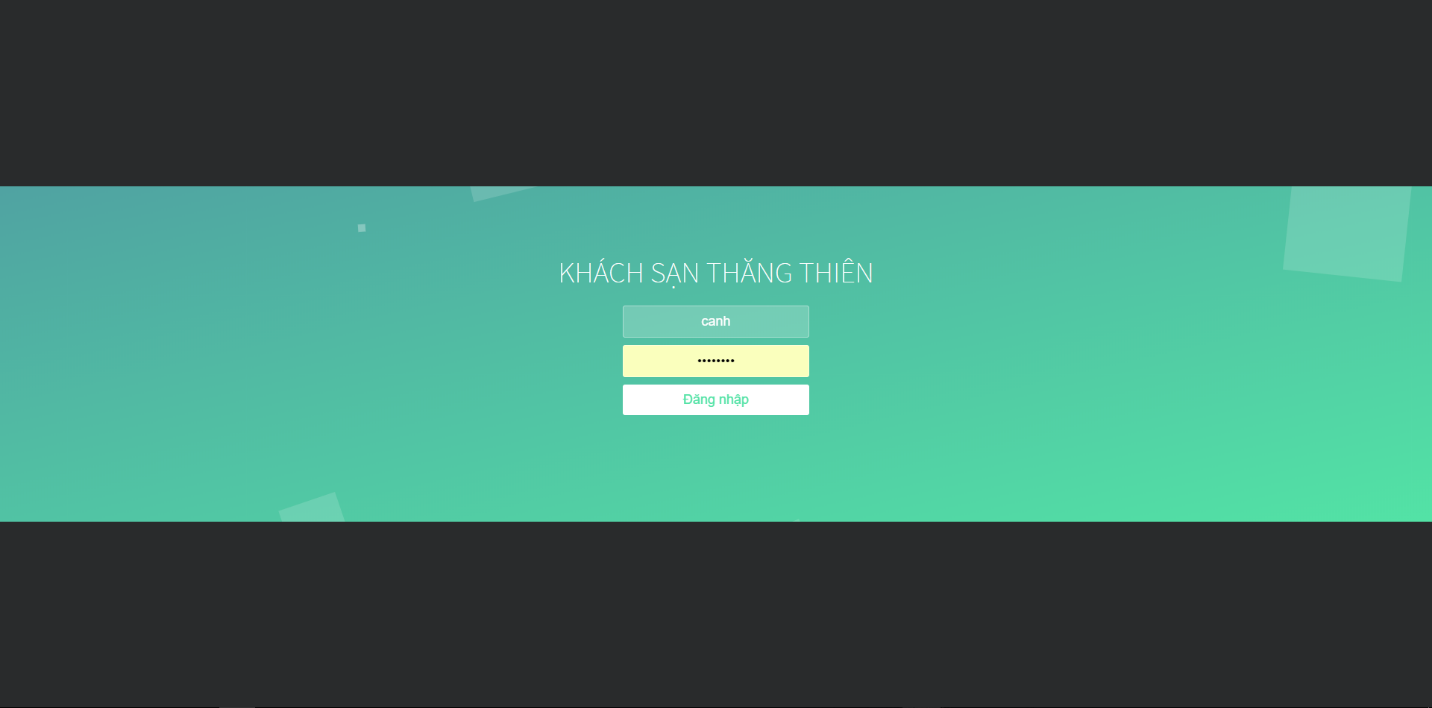 KHÁCH SẠN THĂNG THIÊN
canh
••••••••
Đăng nhập